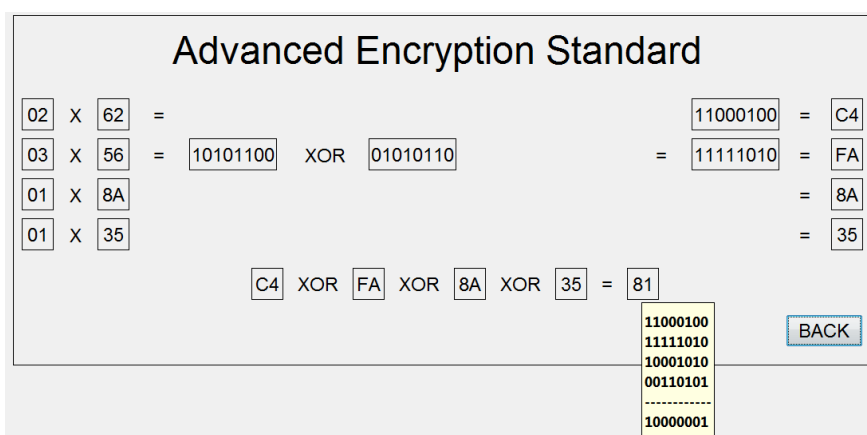 Advanced Encryption Standard
02 X 62 = 11000100 = C4
03 X 56 = 10101100 XOR 01010110 = 11111010 = FA
01 X 8A = 8A
01 X 35 = 35
C4 XOR FA XOR 8A XOR 35 = 81
11000100
11111010
10001010
00110101
------------
10000001
BACK